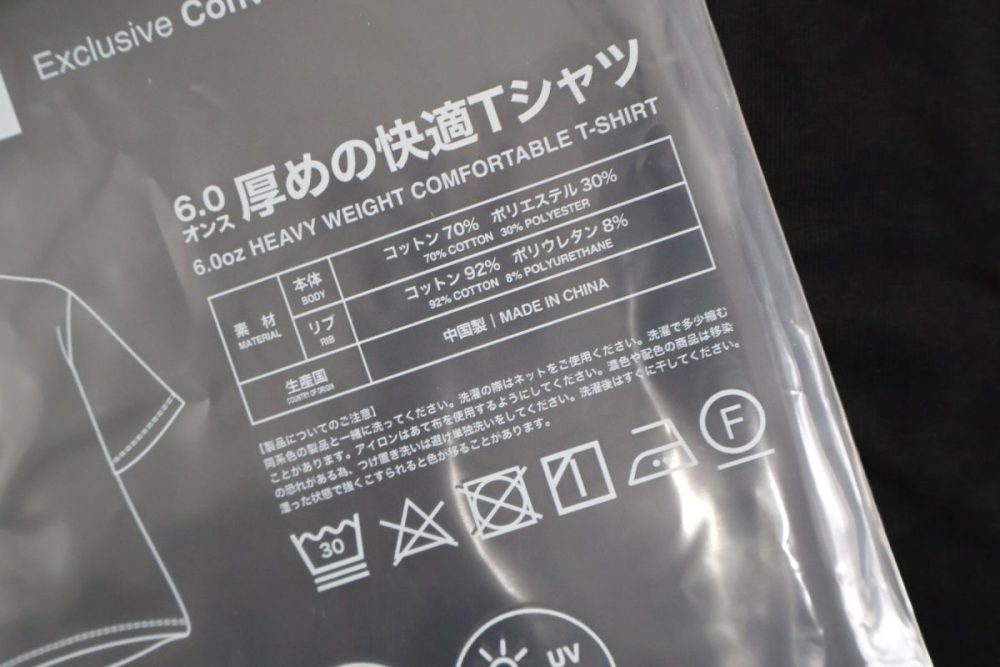 Exclusive Conv
6.0
オンス
厚めの快適Tシャツ
6.0oz HEAVY WEIGHT COMFORTABLE T-SHIRT
素 材
MATERIAL
本体
BODY
コットン 70% ポリエステル 30%
70% COTTON 30% POLYESTER
リブ
RIB
コットン 92% ポリウレタン 8%
92% COTTON 8% POLYURETHANE
生産国
COUNTRY OF ORIGIN
中国製 | MADE IN CHINA
【製品についてのご注意】
同系色の製品と一緒に洗ってください。洗濯の際はネットをご使用ください。洗濯で多少縮む
ことがあります。アイロンはあて布を使用するようにしてください。濃色や配色の商品は移染
の恐れがある為、つけ置き洗いは避け単独洗いをしてください。洗濯後はすぐに干してください。
湿った状態で強くこすられると色が移ることがあります。
30
F
UV